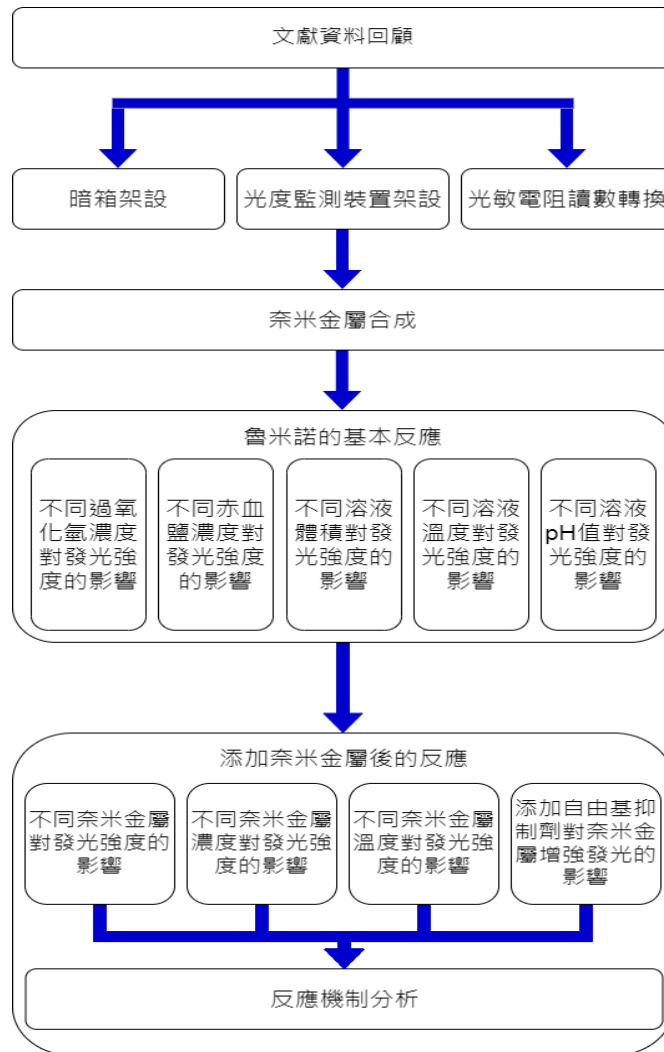 文獻資料回顧
暗箱架設
光度監測裝置架設
光敏電阻讀數轉換
奈米金屬合成
魯米諾的基本反應
不同過氧
化氫濃度
對發光強
度的影響
不同赤血
鹽濃度對
發光強度
的影響
不同溶液
體積對發
光強度的
影響
不同溶液
溫度對發
光強度的
影響
不同溶液
pH值對發
光強度的
影響
添加奈米金屬後的反應
不同奈米金屬
對發光強度的
影響
不同奈米金屬
濃度對發光強
度的影響
不同奈米金屬
溫度對發光強
度的影響
添加自由基抑
制劑對奈米金
屬增強發光的
影響
反應機制分析